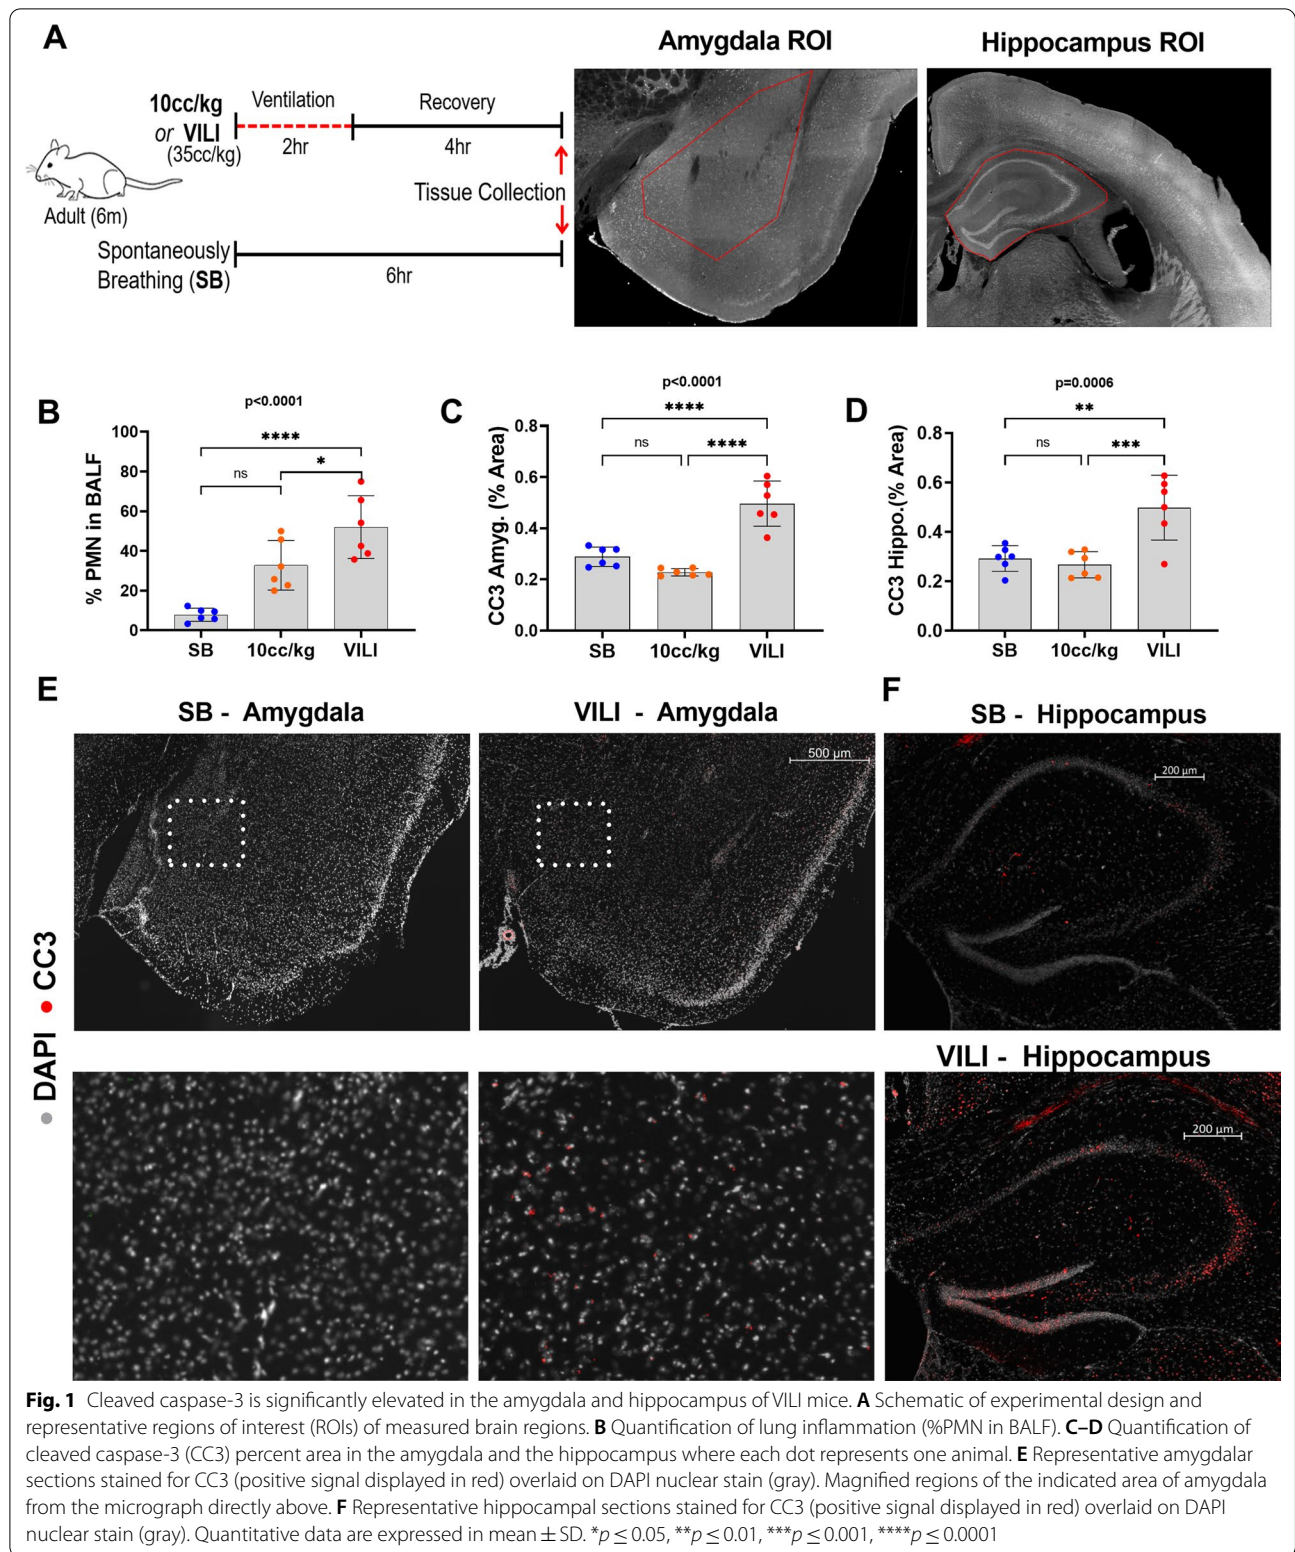 A
Amygdala ROI
Hippocampus ROI
10cc/kg
or VILI
(35cc/kg)
Ventilation
2hr
Recovery
4hr
Tissue Collection
Adult (6m)
Spontaneously
Breathing (SB)
6hr
B
p<0.0001
****
ns
*
% PMN in BALF
100
80
60
40
20
0
SB
10cc/kg
VILI
C
p<0.0001
****
ns
****
CC3 Amyg. (% Area)
0.8
0.6
0.4
0.2
0.0
SB
10cc/kg
VILI
D
p=0.0006
**
ns
***
CC3 Hippo.(% Area)
0.8
0.6
0.4
0.2
0.0
SB
10cc/kg
VILI
E
SB - Amygdala
VILI - Amygdala
500 µm
DAPI CC3
F
SB - Hippocampus
200 µm
VILI - Hippocampus
200 µm
Fig. 1 Cleaved caspase-3 is significantly elevated in the amygdala and hippocampus of VILI mice. A Schematic of experimental design and
representative regions of interest (ROIs) of measured brain regions. B Quantification of lung inflammation (%PMN in BALF). C–D Quantification of
cleaved caspase-3 (CC3) percent area in the amygdala and the hippocampus where each dot represents one animal. E Representative amygdalar
sections stained for CC3 (positive signal displayed in red) overlaid on DAPI nuclear stain (gray). Magnified regions of the indicated area of amygdala
from the micrograph directly above. F Representative hippocampal sections stained for CC3 (positive signal displayed in red) overlaid on DAPI
nuclear stain (gray). Quantitative data are expressed in mean ± SD. *p ≤ 0.05, **p ≤ 0.01, ***p ≤ 0.001, ****p ≤ 0.0001